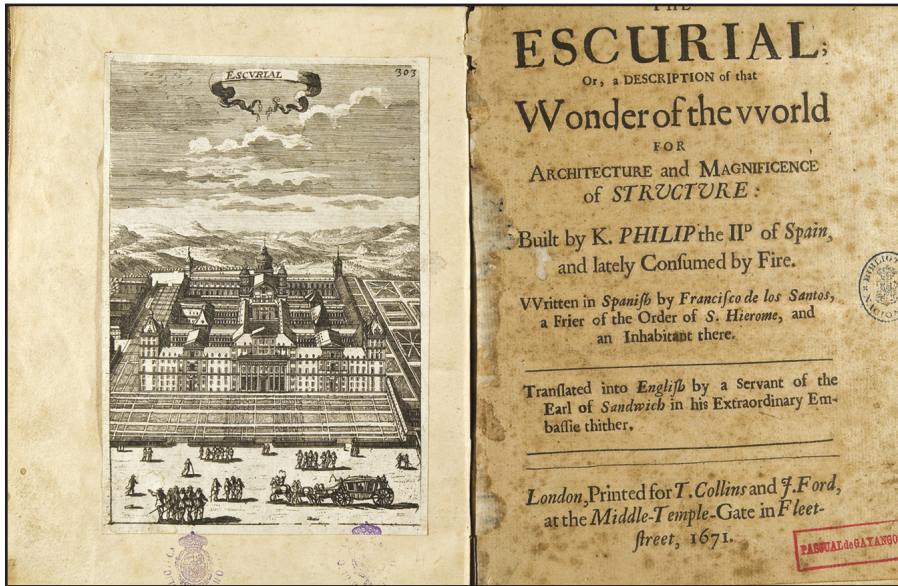 ESCVRIAL
303
THE
ESCURIAL;
Or, a DESCRIPTION of that
Wonder of the vvorld
FOR
ARCHITECTURE and MAGNIFICENCE
of STRVCTVRE:
Built by K. PHILIP the IIᴰ of Spain,
and lately Conſumed by Fire.
VVritten in Spaniſh by Franciſco de los Santos,
a Frier of the Order of S. Hierome, and
an Inhabitant there.
Tranſlated into Engliſh by a Servant of the
Earl of Sandwich in his Extraordinary Em-
baſſie thither.
London, Printed for T. Collins and J. Ford,
at the Middle-Temple-Gate in Fleet-
ſtreet, 1671.
PASCUAL de GAYANGO